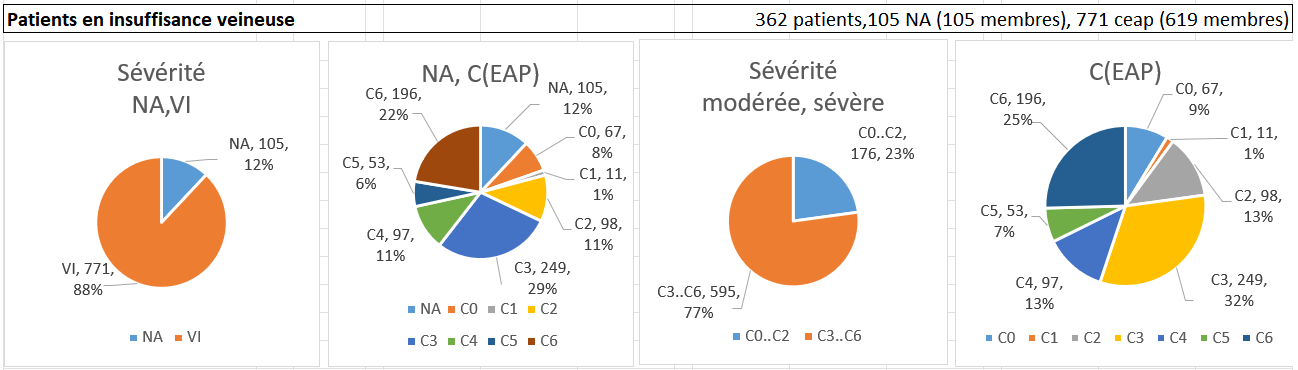 Patients en insuffisance veineuse
362 patients,105 NA (105 membres), 771 ceap (619 membres)
Sévérité
NA,VI
NA, 105,
12%
VI, 771,
88%
NA
VI
NA, C(EAP)
NA, 105,
12%
C0, 67,
8%
C1, 11,
1%
C2, 98,
11%
C3, 249,
29%
C4, 97,
11%
C5, 53,
6%
C6, 196,
22%
NA C0 C1 C2
C3 C4 C5 C6
Sévérité
modérée, sévère
C0..C2,
176, 23%
C3..C6, 595,
77%
C0..C2 C3..C6
C(EAP)
C0, 67,
9%
C1, 11,
1%
C2, 98,
13%
C3, 249,
32%
C4, 97,
13%
C5, 53,
7%
C6, 196,
25%
C0 C1 C2 C3 C4 C5 C6